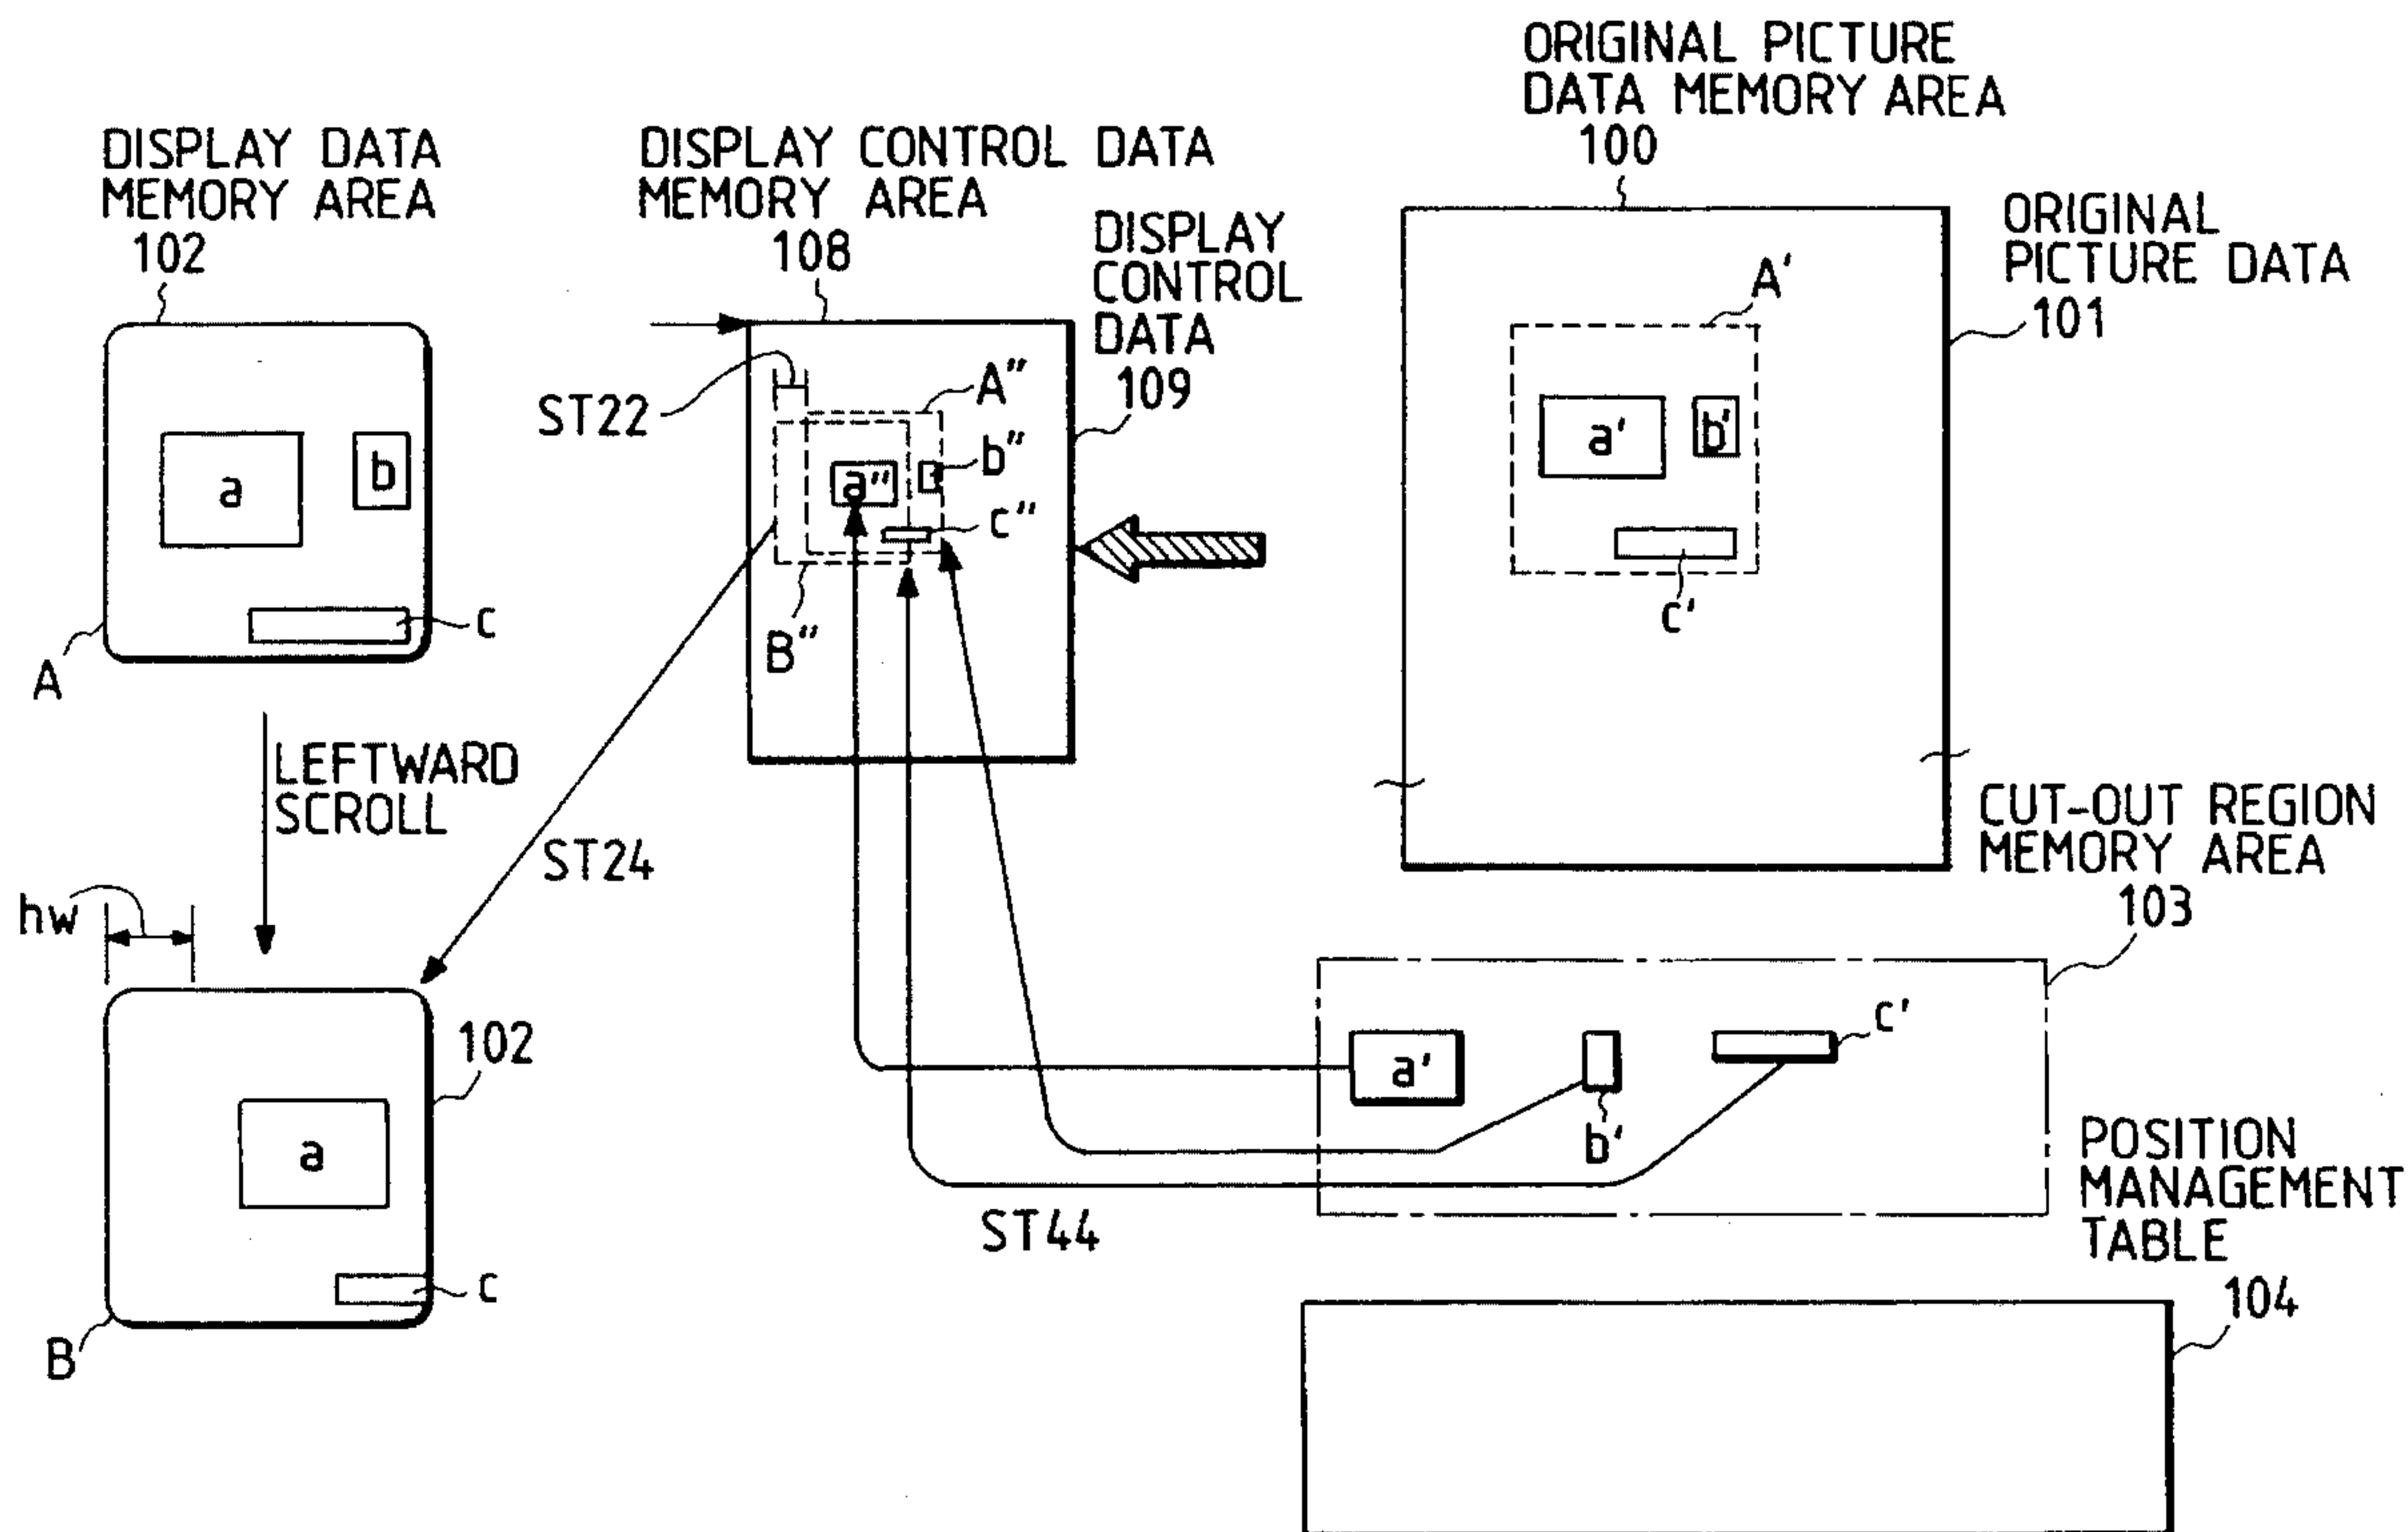 ORIGINAL PICTURE
DATA MEMORY AREA
100
DISPLAY DATA
MEMORY AREA
102
DISPLAY CONTROL DATA
MEMORY AREA
108
DISPLAY
CONTROL
DATA
109
ORIGINAL
PICTURE DATA
101
A'
a'
b'
c'
ST22
A"
a"
b"
c"
B"
a
b
c
A
LEFTWARD
SCROLL
ST24
hw
CUT-OUT REGION
MEMORY AREA
103
102
a
c
B
a'
b'
c'
ST44
POSITION
MANAGEMENT
TABLE
104